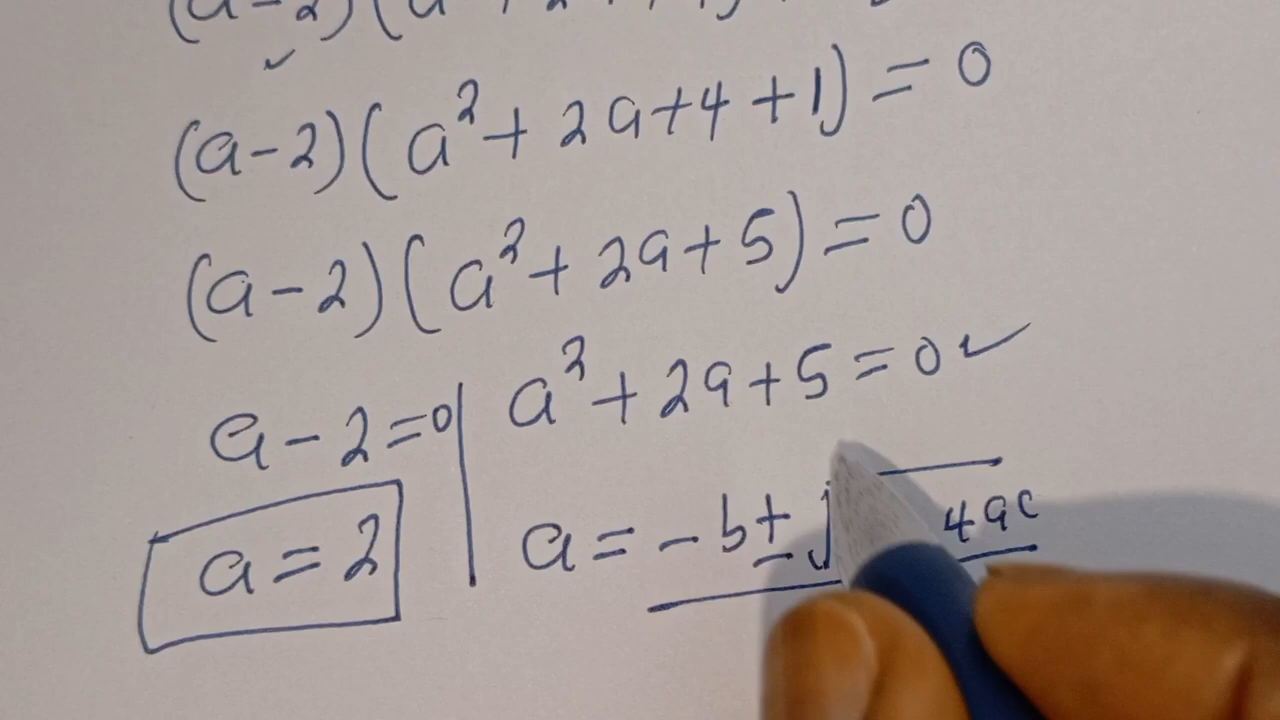 (a-2)(a²+2a+4+1)=0
(a-2)(a²+2a+5)=0
a-2=0
a=2
a²+2a+5=0
a=-b±√ 4ac